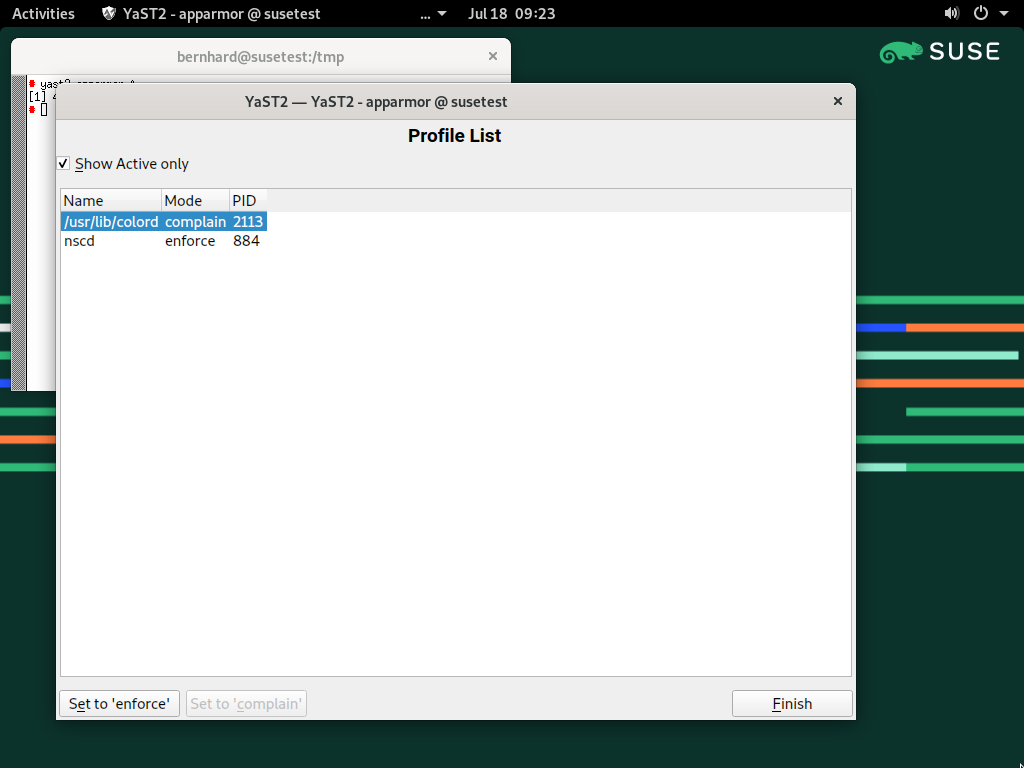 Activities YaST2 - apparmor @ susetest ... Jul 18 09:23
SUSE
bernhard@susetest:/tmp ×
[1]
YaST2 — YaST2 - apparmor @ susetest ×
Profile List
Show Active only
Name Mode PID
/usr/lib/colord complain 2113
nscd enforce 884
Set to 'enforce' Set to 'complain' Finish